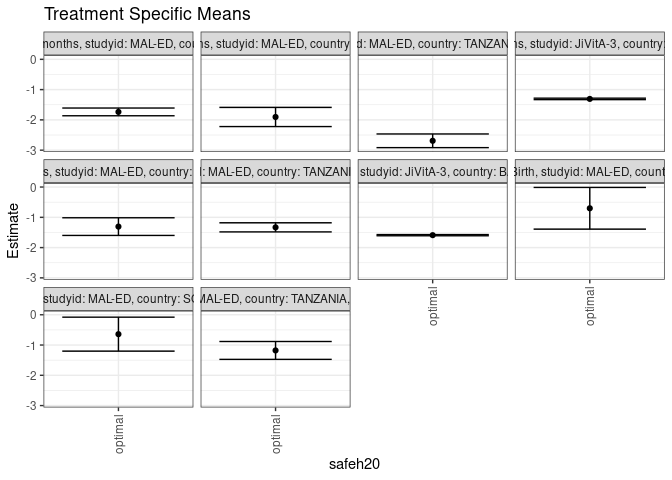 Treatment Specific Means
months, studyid: MAL-ED, cou
ns, studyid: MAL-ED, country
d: MAL-ED, country: TANZAN
ns, studyid: JiVitA-3, country:
0
-1
-2
-3
s, studyid: MAL-ED, country:
: MAL-ED, country: TANZANI
studyid: JiVitA-3, country: B
Birth, studyid: MAL-ED, count
0
-1
-2
-3
Estimate
studyid: MAL-ED, country: SO
MAL-ED, country: TANZANIA,
0
-1
-2
-3
optimal
optimal
optimal
optimal
safeh20